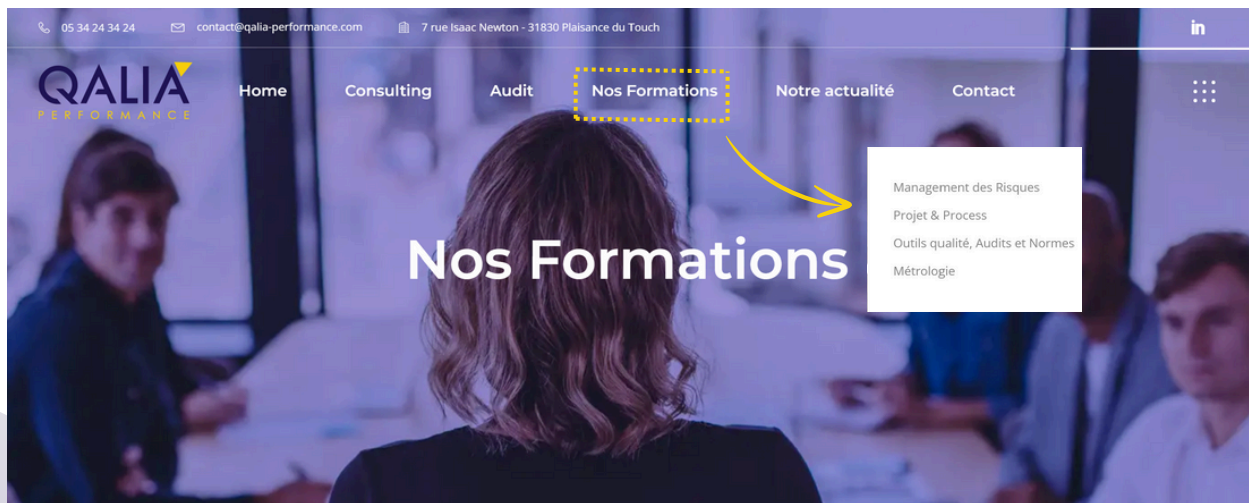 05 34 24 34 24 contact@qalia-performance.com 7 rue Isaac Newton - 31830 Plaisance du Touch in
QALIA
PERFORMANCE
Home Consulting Audit Nos Formations Notre actualité Contact
Nos Formations
Management des Risques
Projet & Process
Outils qualité, Audits et Normes
Métrologie